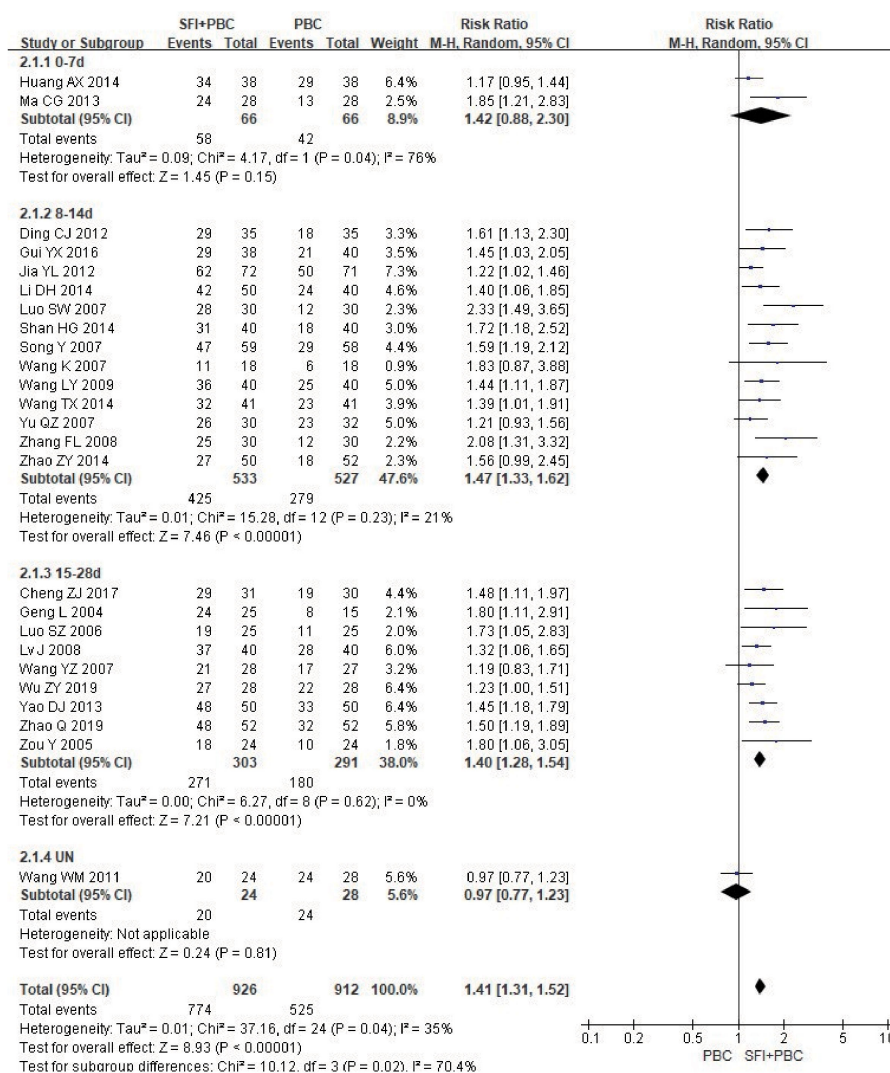 SFI+PBC PBC Risk Ratio Risk Ratio
Study or Subgroup Events Total Events Total Weight M-H, Random, 95% CI M-H, Random, 95% CI
2.1.1 0-7d
Huang AX 2014 34 38 29 38 6.4% 1.17 [0.95, 1.44]
Ma CG 2013 24 28 13 28 2.5% 1.85 [1.21, 2.83]
Subtotal (95% CI) 66 66 8.9% 1.42 [0.88, 2.30]
Total events 58 42
Heterogeneity: Tau² = 0.09; Chi² = 4.17, df = 1 (P = 0.04); I² = 76%
Test for overall effect: Z = 1.45 (P = 0.15)
2.1.2 8-14d
Ding CJ 2012 29 35 18 35 3.3% 1.61 [1.13, 2.30]
Gui YX 2016 29 38 21 40 3.5% 1.45 [1.03, 2.05]
Jia YL 2012 62 72 50 71 7.3% 1.22 [1.02, 1.46]
Li DH 2014 42 50 24 40 4.6% 1.40 [1.06, 1.85]
Luo SW 2007 28 30 12 30 2.3% 2.33 [1.49, 3.65]
Shan HG 2014 31 40 18 40 3.0% 1.72 [1.18, 2.52]
Song Y 2007 47 59 29 58 4.4% 1.59 [1.19, 2.12]
Wang K 2007 11 18 6 18 0.9% 1.83 [0.87, 3.88]
Wang LY 2009 36 40 25 40 5.0% 1.44 [1.11, 1.87]
Wang TX 2014 32 41 23 41 3.9% 1.39 [1.01, 1.91]
Yu QZ 2007 26 30 23 32 5.2% 1.21 [0.93, 1.56]
Zhang FL 2008 25 30 12 30 2.2% 2.08 [1.31, 3.32]
Zhao ZY 2014 27 50 18 52 2.3% 1.56 [0.99, 2.45]
Subtotal (95% CI) 533 527 47.6% 1.47 [1.33, 1.62]
Total events 425 279
Heterogeneity: Tau² = 0.01; Chi² = 15.28, df = 12 (P = 0.23); I² = 21%
Test for overall effect: Z = 7.46 (P < 0.00001)
2.1.3 15-28d
Cheng ZJ 2017 29 31 19 30 4.4% 1.48 [1.11, 1.97]
Geng L 2004 24 25 8 15 2.1% 1.80 [1.11, 2.91]
Luo SZ 2006 19 25 11 25 2.0% 1.73 [1.05, 2.83]
Lv J 2008 37 40 28 40 6.0% 1.32 [1.06, 1.65]
Wang YZ 2007 21 28 17 27 3.2% 1.19 [0.83, 1.71]
Wu ZY 2019 27 28 22 28 6.4% 1.23 [1.00, 1.51]
Yao DJ 2013 48 50 33 50 6.4% 1.45 [1.18, 1.79]
Zhao Q 2019 48 52 32 52 5.8% 1.50 [1.19, 1.89]
Zou Y 2005 18 24 10 24 1.8% 1.80 [1.06, 3.05]
Subtotal (95% CI) 303 291 38.0% 1.40 [1.28, 1.54]
Total events 271 180
Heterogeneity: Tau² = 0.00; Chi² = 6.27, df = 8 (P = 0.62); I² = 0%
Test for overall effect: Z = 7.21 (P < 0.00001)
2.1.4 UN
Wang WM 2011 20 24 24 28 5.6% 0.97 [0.77, 1.23]
Subtotal (95% CI) 24 28 5.6% 0.97 [0.77, 1.23]
Total events 20 24
Heterogeneity: Not applicable
Test for overall effect: Z = 0.24 (P = 0.81)
Total (95% CI) 926 912 100.0% 1.41 [1.31, 1.52]
Total events 774 525
Heterogeneity: Tau² = 0.01; Chi² = 37.16, df = 24 (P = 0.04); I² = 35%
Test for overall effect: Z = 8.93 (P < 0.00001)
Test for subgroup differences: Chi² = 10.12, df = 3 (P = 0.02), I² = 70.4%
0.1 0.2 0.5 1 2 5 10
PBC SFI+PBC